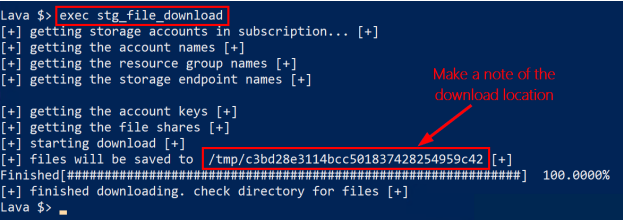 Lava $> exec stg_file_download
[+] getting storage accounts in subscription... [+]
[+] getting the account names [+]
[+] getting the resource group names [+]
[+] getting the storage endpoint names [+]
Make a note of the
download location
[+] getting the account keys [+]
[+] getting the file shares [+]
[+] starting download [+]
[+] files will be saved to /tmp/c3bd28e3114bcc501837428254959c42 [+]
Finished[############################################################] 100.0000%
[+] finished downloading. check directory for files [+]
Lava $>